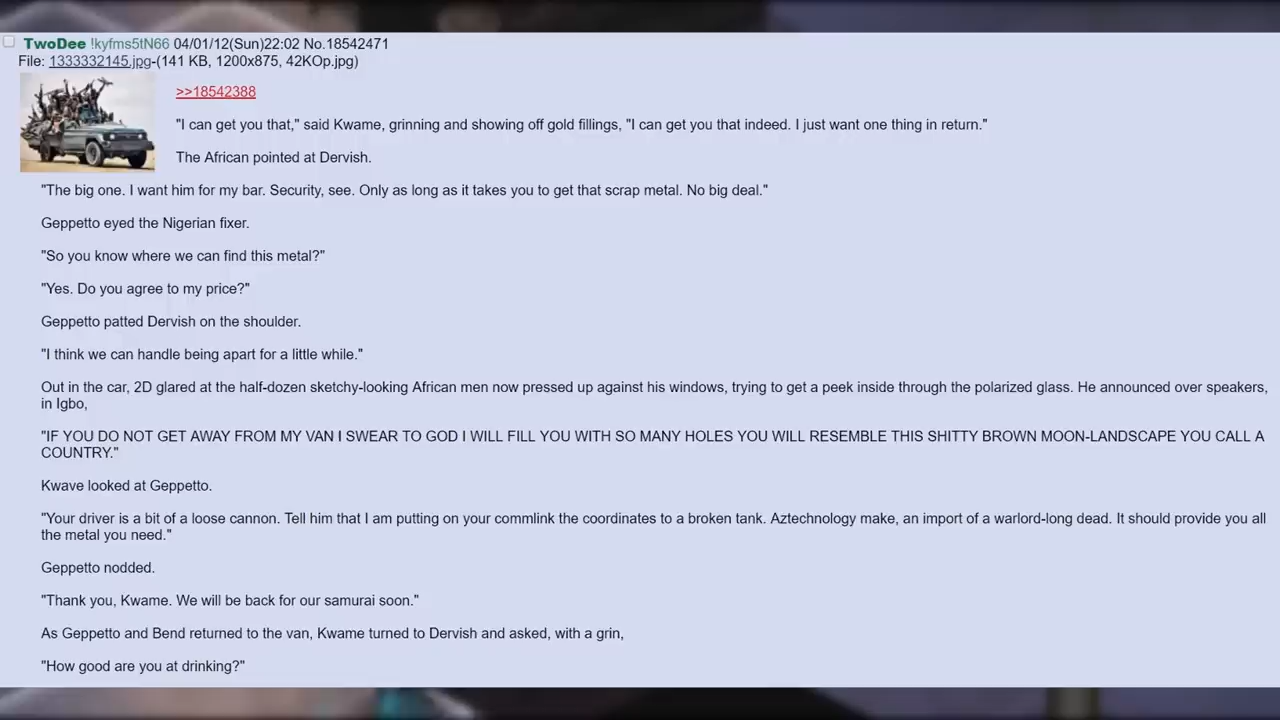 TwoDee !kyfms5tN66 04/01/12(Sun)22:02 No.18542471
File: 1333332145.jpg-(141 KB, 1200x875, 42KOp.jpg)
>>18542388
"I can get you that," said Kwame, grinning and showing off gold fillings, "I can get you that indeed. I just want one thing in return."
The African pointed at Dervish.
"The big one. I want him for my bar. Security, see. Only as long as it takes you to get that scrap metal. No big deal."
Geppetto eyed the Nigerian fixer.
"So you know where we can find this metal?"
"Yes. Do you agree to my price?"
Geppetto patted Dervish on the shoulder.
"I think we can handle being apart for a little while."
Out in the car, 2D glared at the half-dozen sketchy-looking African men now pressed up against his windows, trying to get a peek inside through the polarized glass. He announced over speakers,
in Igbo,
"IF YOU DO NOT GET AWAY FROM MY VAN I SWEAR TO GOD I WILL FILL YOU WITH SO MANY HOLES YOU WILL RESEMBLE THIS SHITTY BROWN MOON-LANDSCAPE YOU CALL A
COUNTRY."
Kwave looked at Geppetto.
"Your driver is a bit of a loose cannon. Tell him that I am putting on your commlink the coordinates to a broken tank. Aztechnology make, an import of a warlord-long dead. It should provide you all
the metal you need."
Geppetto nodded.
"Thank you, Kwame. We will be back for our samurai soon."
As Geppetto and Bend returned to the van, Kwame turned to Dervish and asked, with a grin,
"How good are you at drinking?"